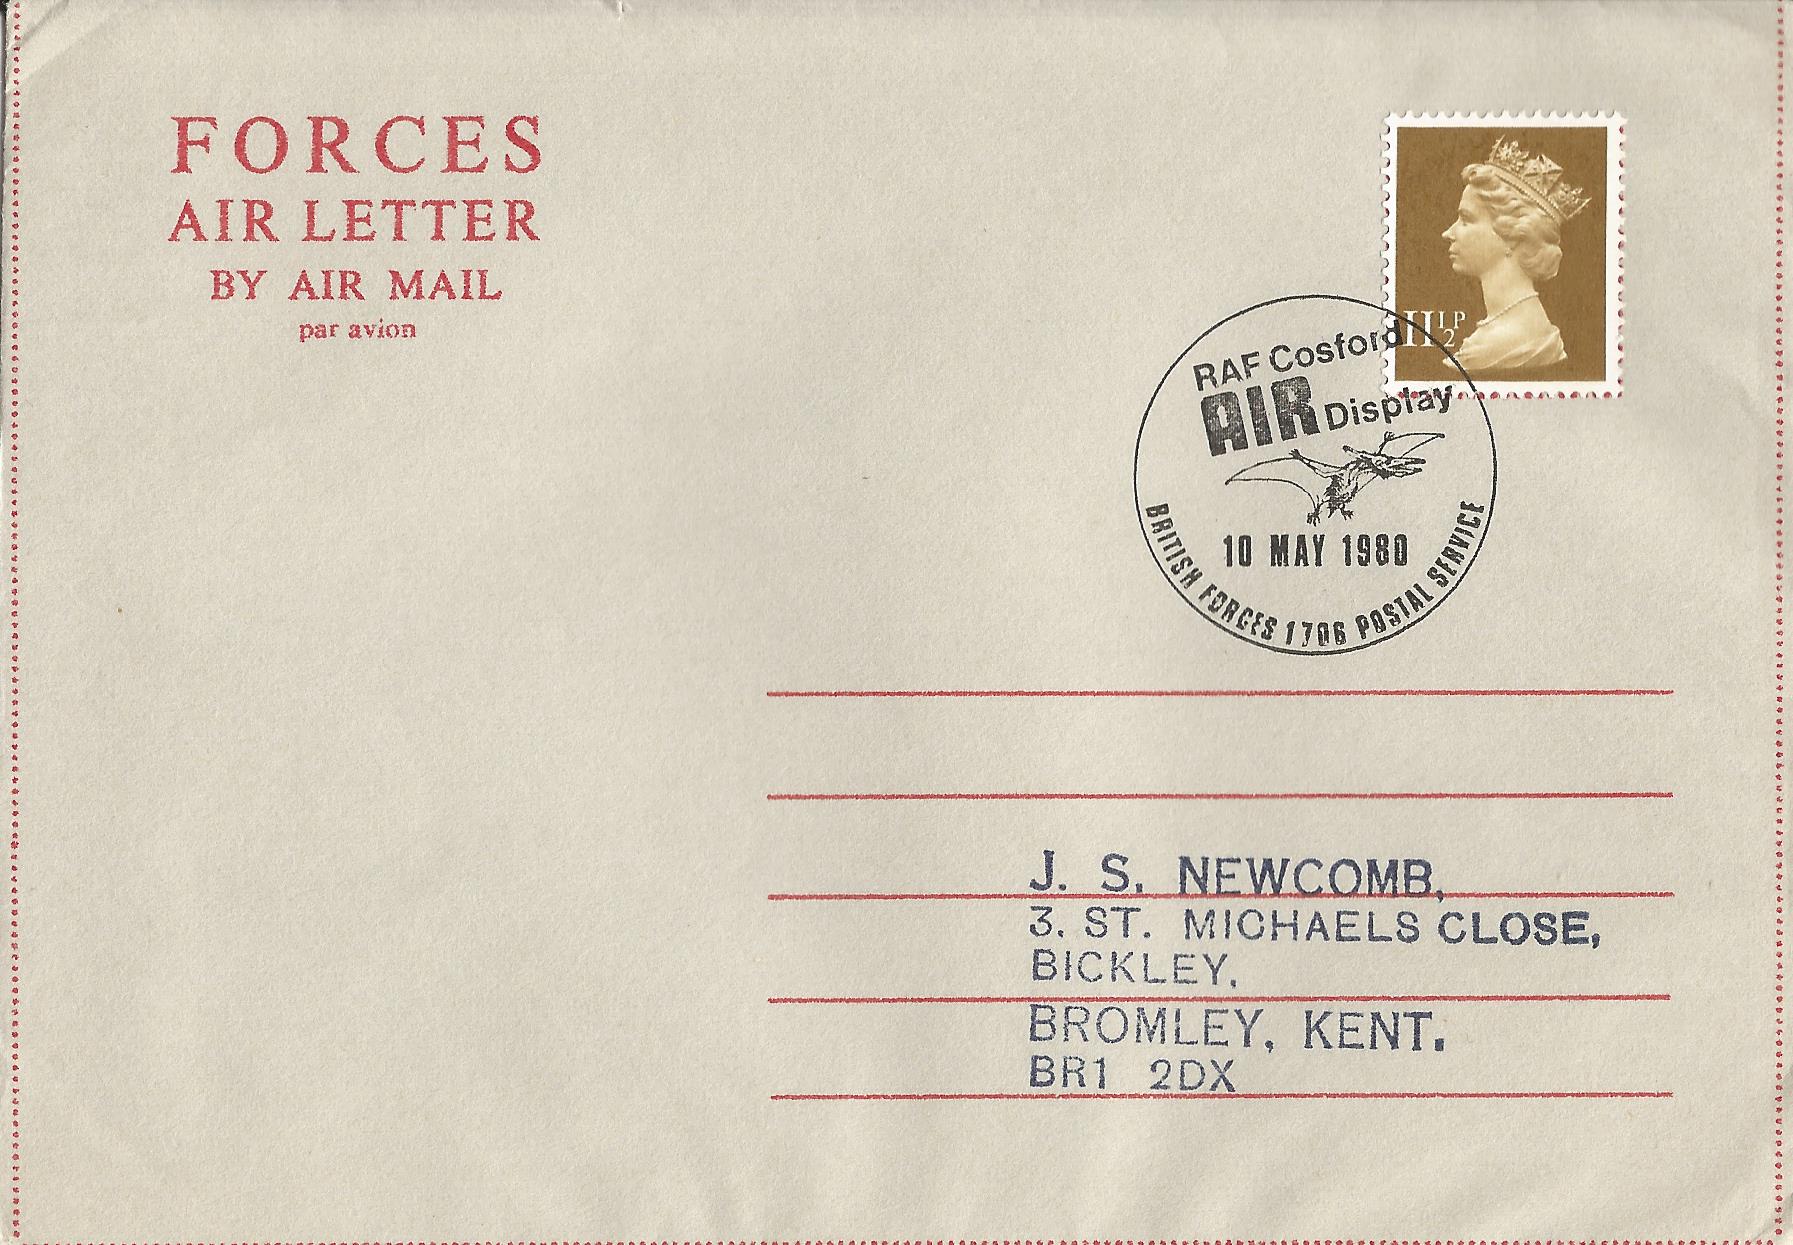 FORCES
AIR LETTER
BY AIR MAIL
par avion
11½P
RAF Cosford
AIR Display
10 MAY 1980
BRITISH FORCES 1706 POSTAL SERVICE
J. S. NEWCOMB,
3. ST. MICHAELS CLOSE,
BICKLEY,
BROMLEY, KENT.
BR1 2DX